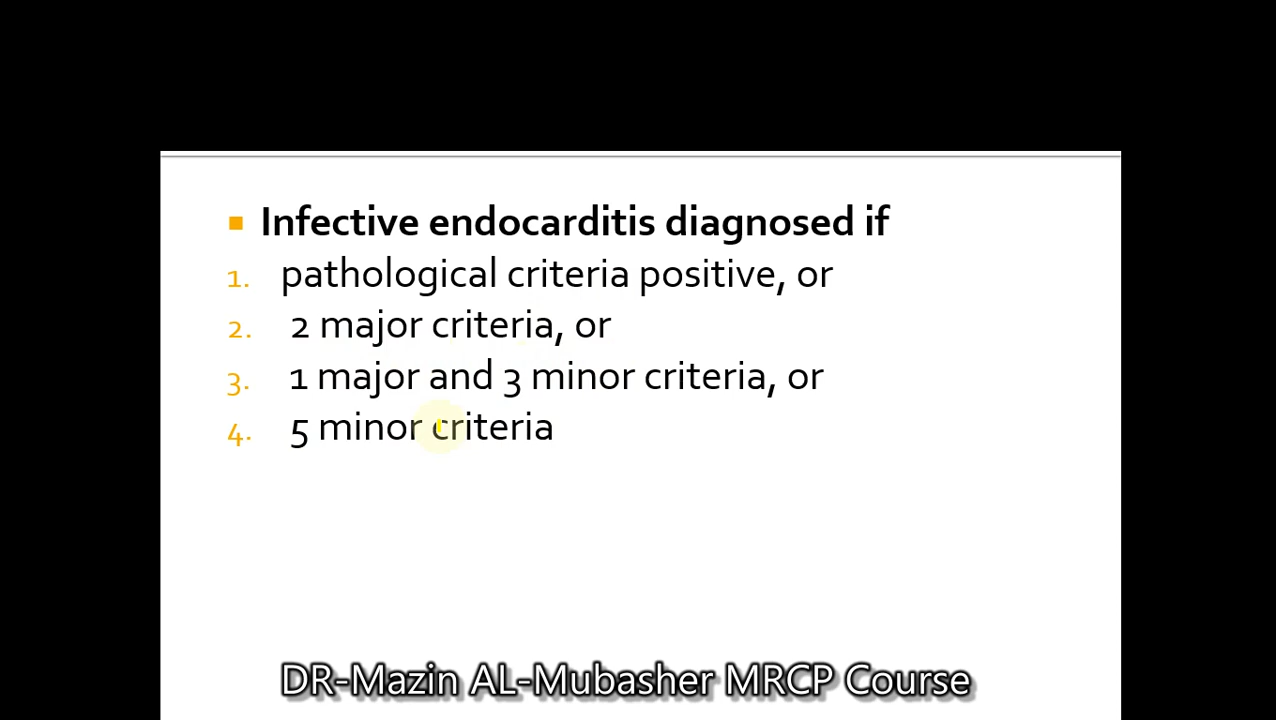 ▪ Infective endocarditis diagnosed if
1. pathological criteria positive, or
2. 2 major criteria, or
3. 1 major and 3 minor criteria, or
4. 5 minor criteria
DR-Mazin AL-Mubasher MRCP Course